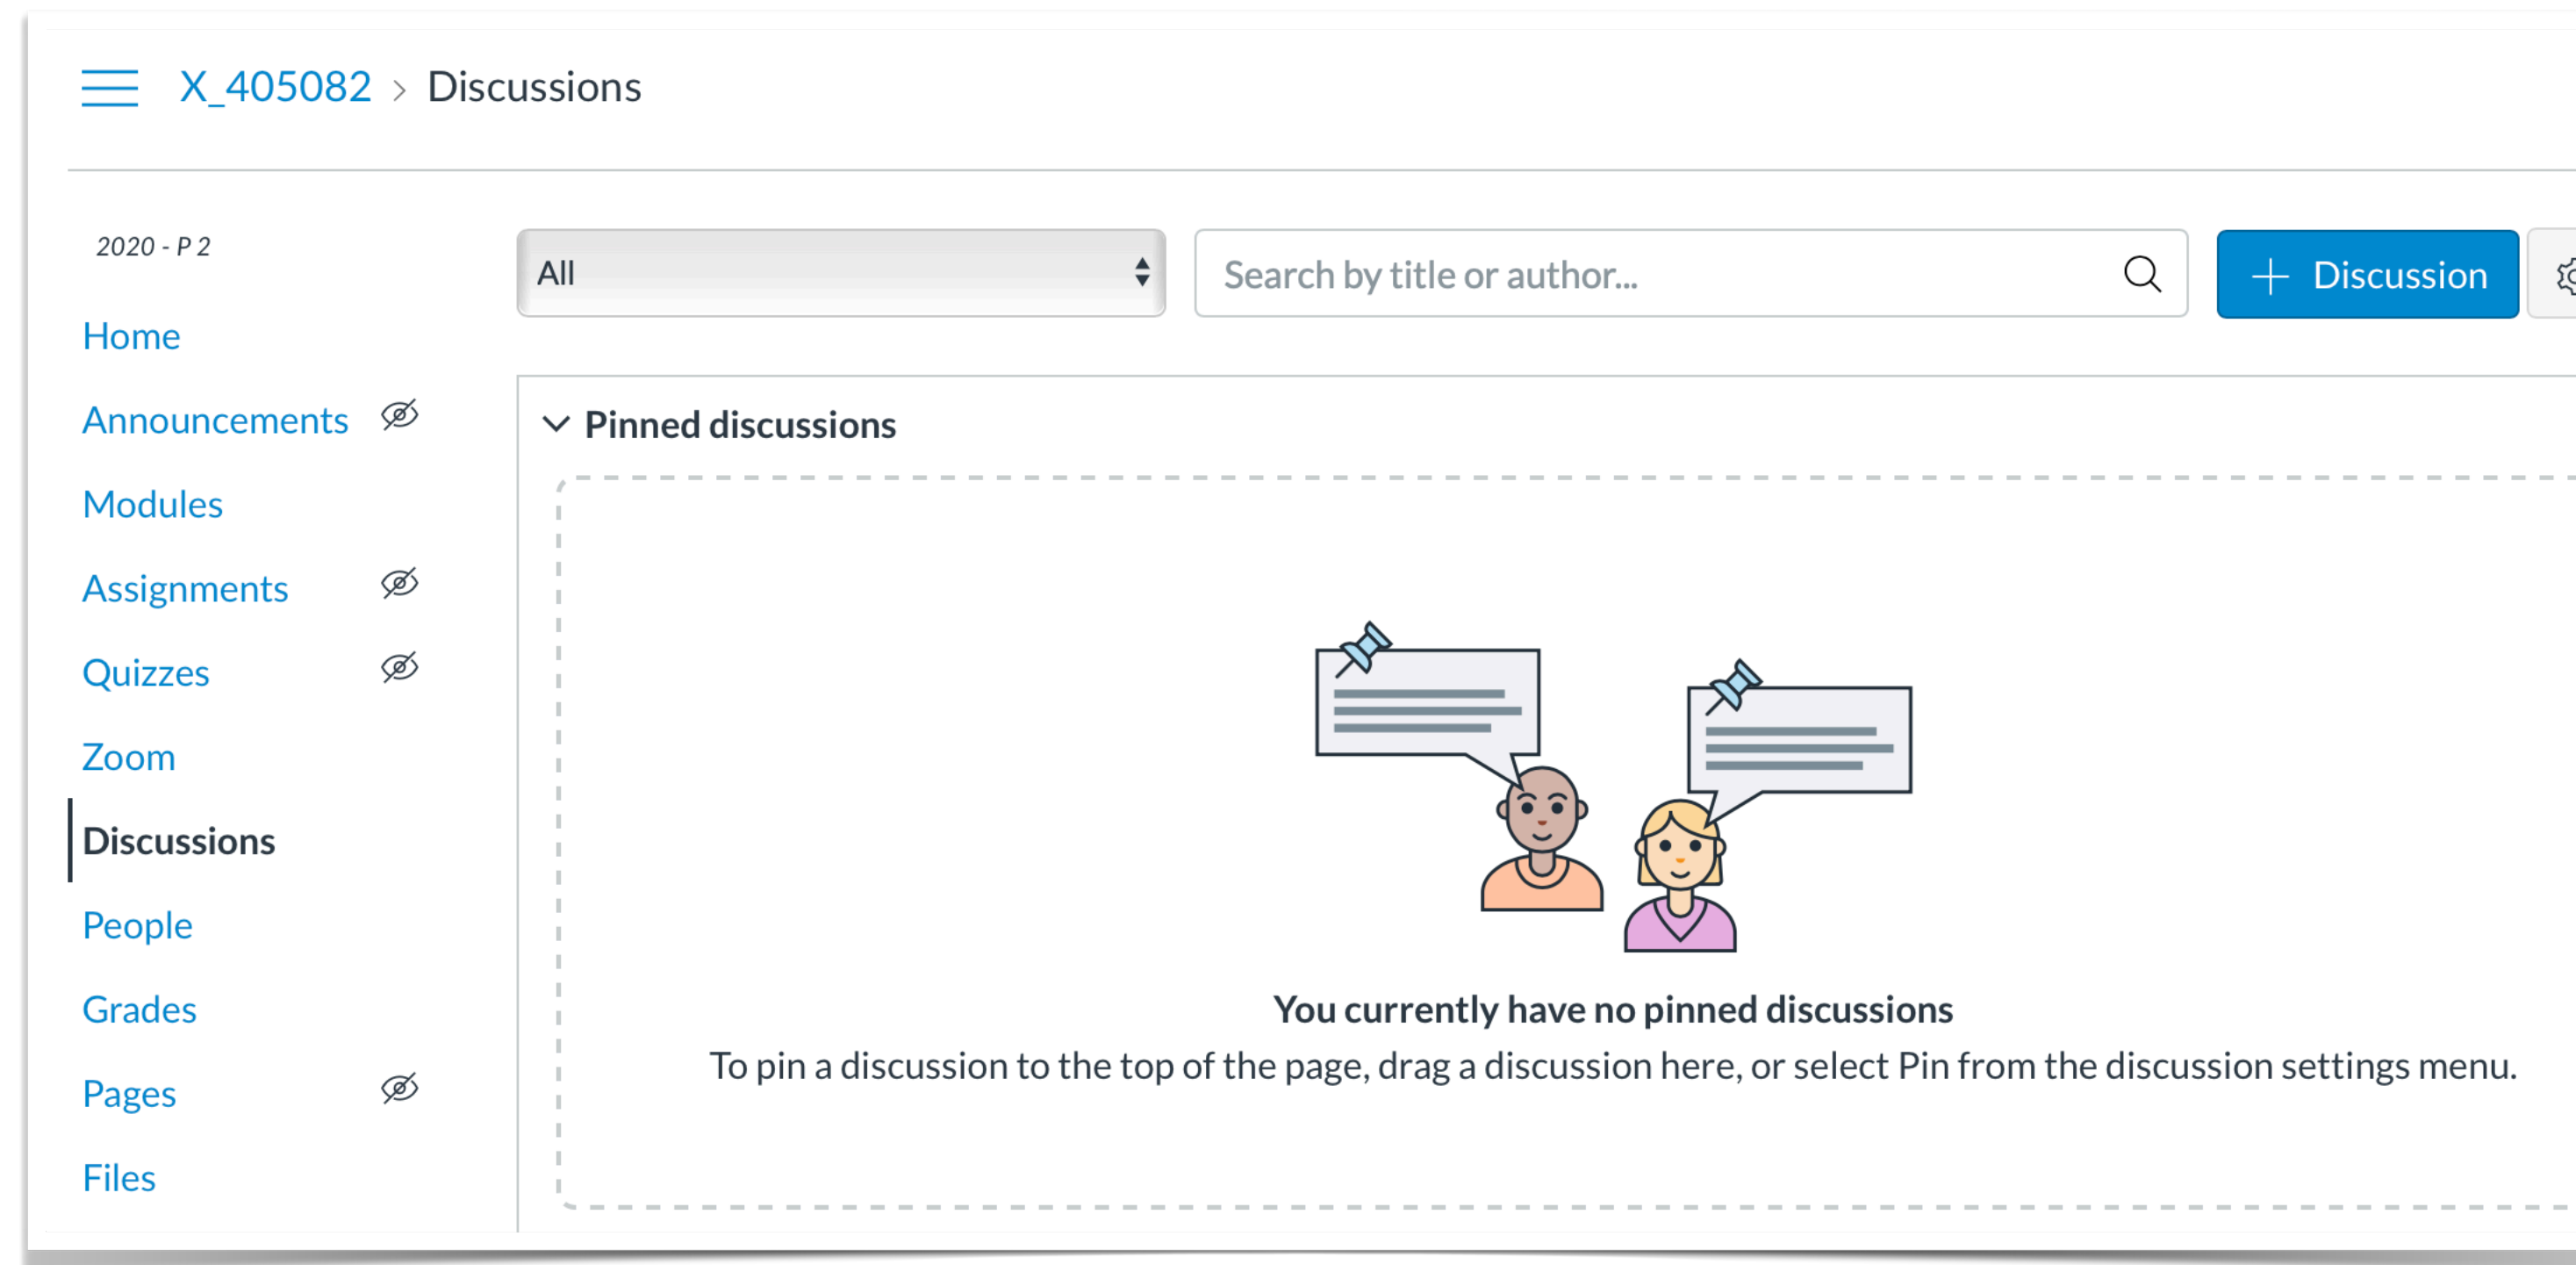 X_405082 > Discussions
2020 - P 2
All
Search by title or author...
+ Discussion
Home
Announcements
Modules
Assignments
Quizzes
Zoom
Discussions
People
Grades
Pages
Files
Pinned discussions
You currently have no pinned discussions
To pin a discussion to the top of the page, drag a discussion here, or select Pin from the discussion settings menu.